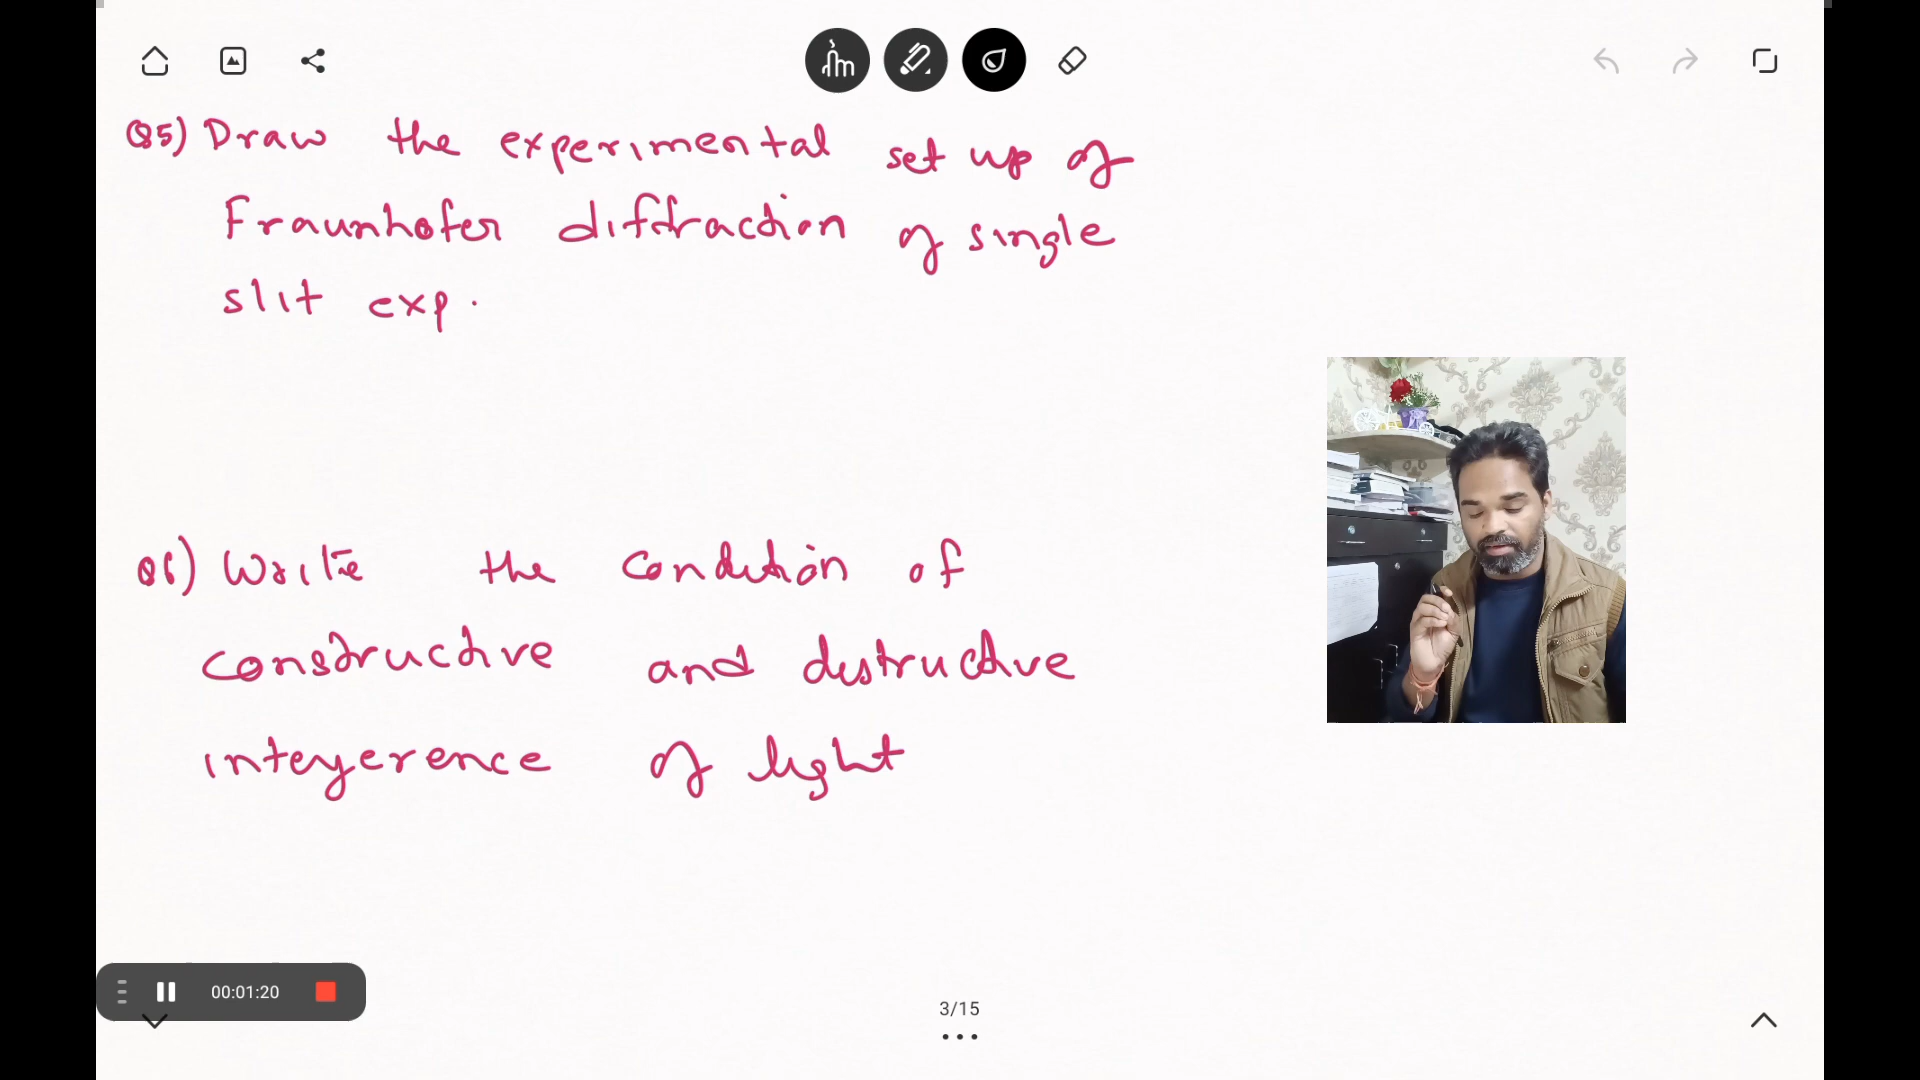 Q5) Draw the experimental set up of
Fraunhofer diffraction of single
slit exp.
Q6) Write the condition of
constructive and destructive
interference of light
00:01:20
3/15